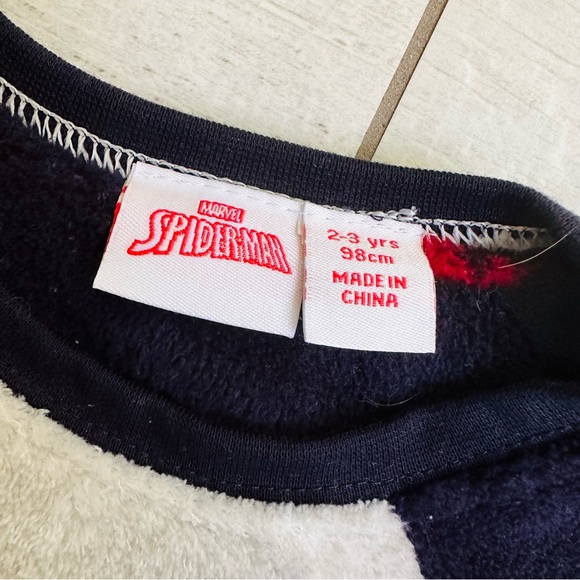 MARVEL
SPIDER-MAN
2-3 yrs
98cm
MADE IN
CHINA